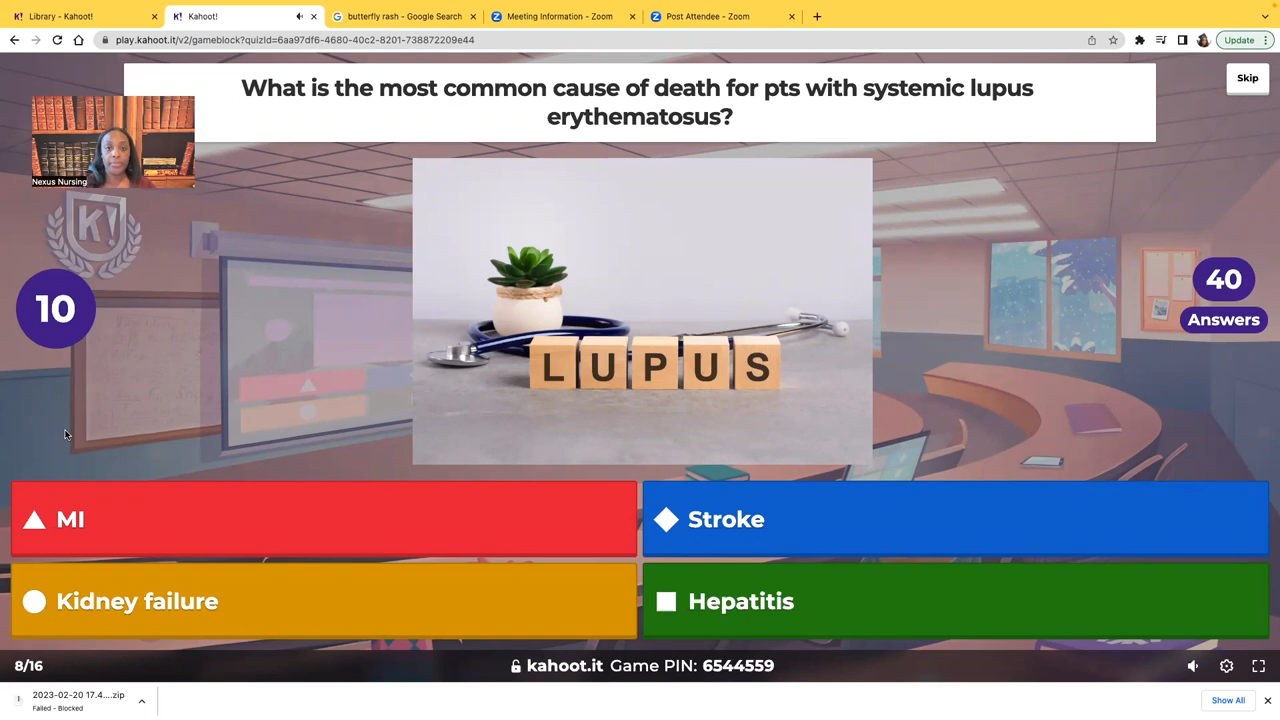 Library - Kahoot!
Kahoot!
butterfly rash - Google Search
Meeting Information - Zoom
Post Attendee - Zoom
play.kahoot.it/v2/gameblock?quizId=6aa97df6-4680-40c2-8201-738872209e44
Update
What is the most common cause of death for pts with systemic lupus
erythematosus?
Skip
Nexus Nursing
K!
10
40
Answers
LUPUS
MI
Stroke
Kidney failure
Hepatitis
8/16
kahoot.it Game PIN: 6544559
2023-02-20 17.4....zip
Failed - Blocked
Show All